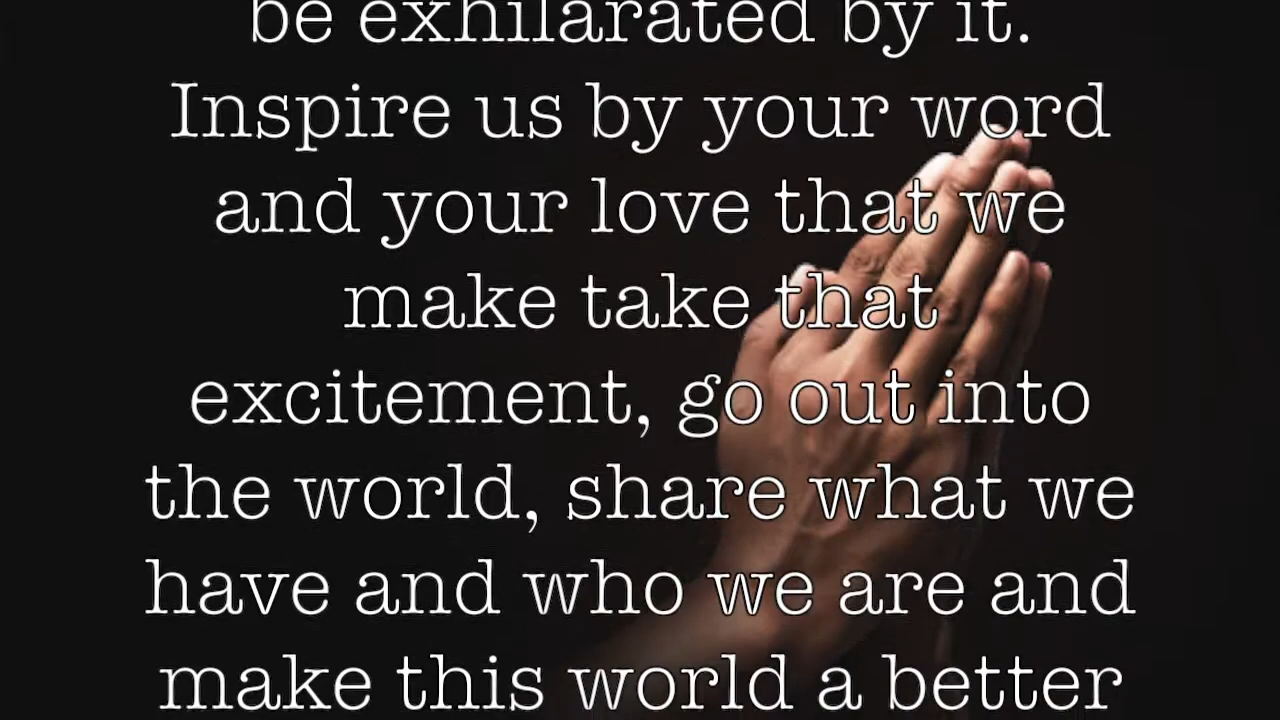 be exhilarated by it.
Inspire us by your word
and your love that we
make take that
excitement, go out into
the world, share what we
have and who we are and
make this world a better